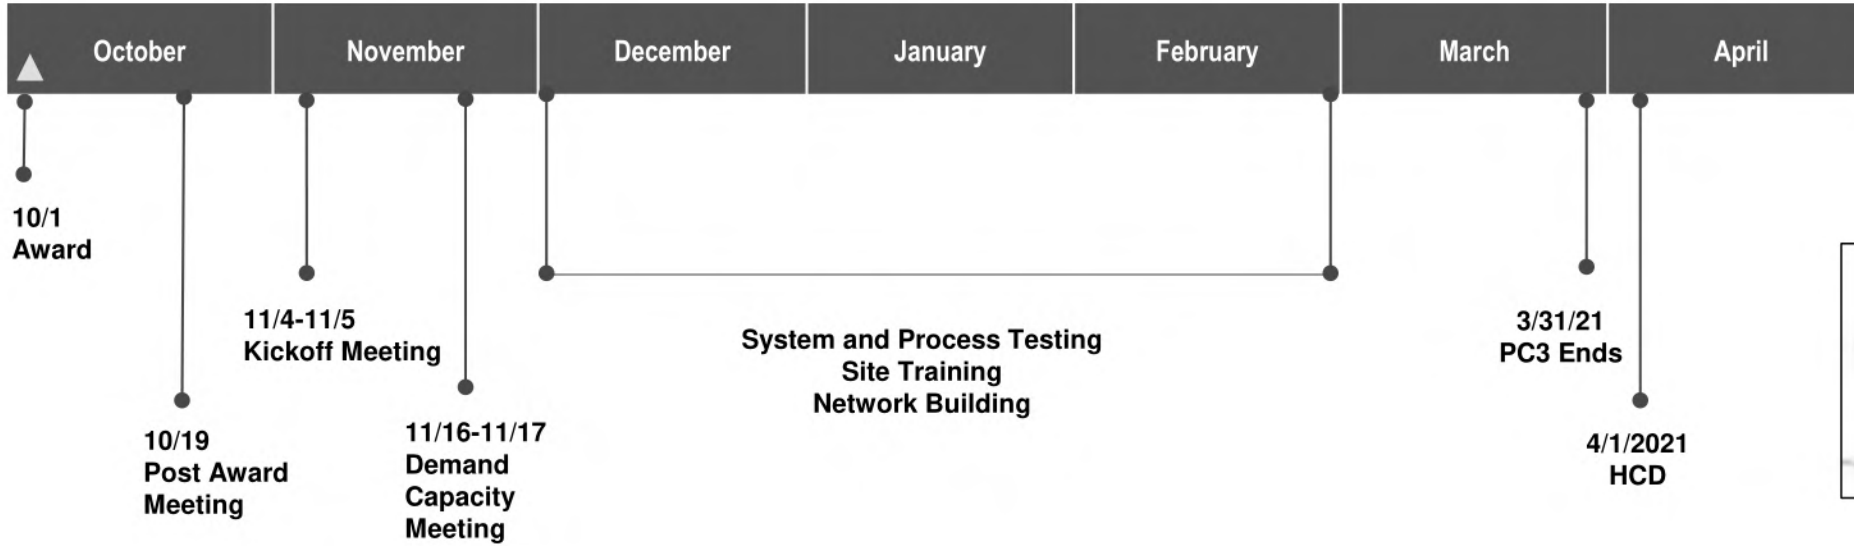 October
November
December
January
February
March
April
10/1
Award
10/19
Post Award
Meeting
11/4-11/5
Kickoff Meeting
11/16-11/17
Demand
Capacity
Meeting
System and Process Testing
Site Training
Network Building
3/31/21
PC3 Ends
4/1/2021
HCD